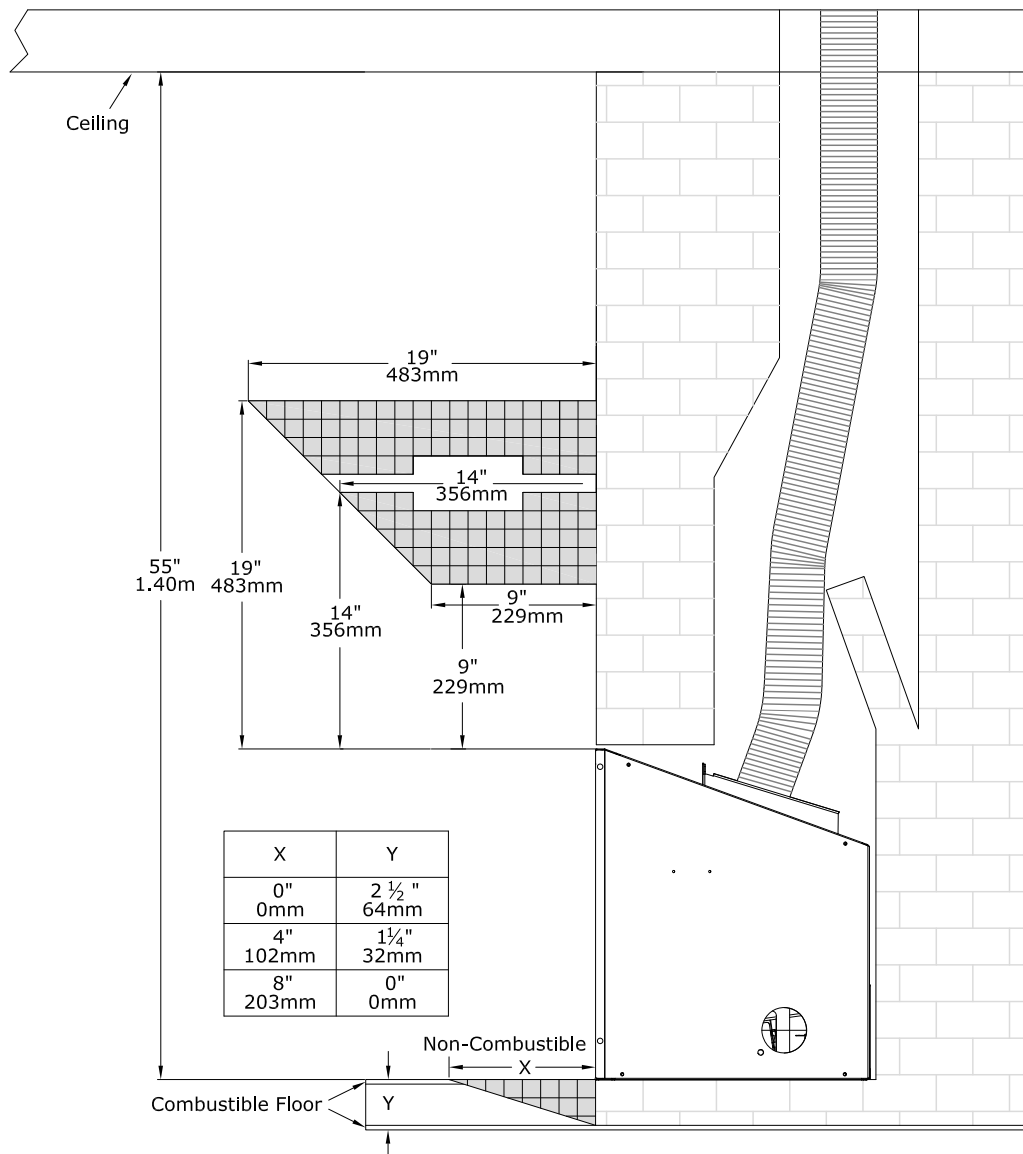 Ceiling
19"
483mm
14"
356mm
55"
1.40m
19"
483mm
14"
356mm
9"
229mm
9"
229mm
X
Y
0"
0mm
2 ½ "
64mm
4"
102mm
1¼"
32mm
8"
203mm
0"
0mm
Non-Combustible
X
Combustible Floor
Y